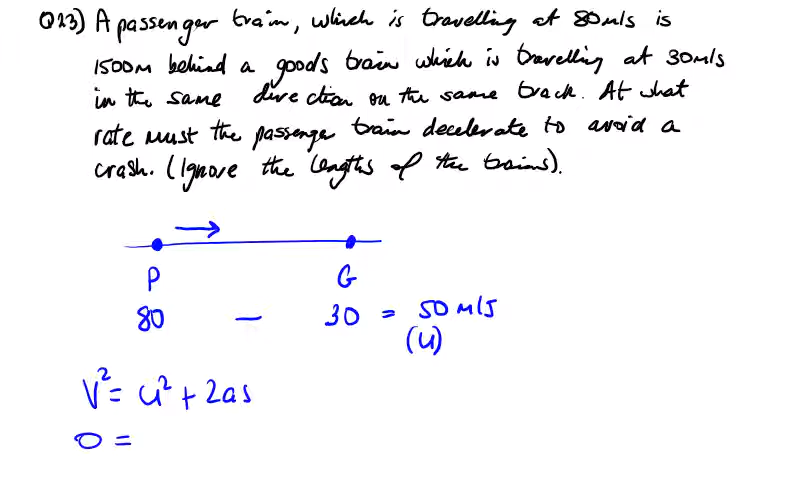 Q23) A passenger train, which is travelling at 80m/s is
1500m behind a goods train which is travelling at 30m/s
in the same direction on the same track. At what
rate must the passenger train decelerate to avoid a
crash. (Ignore the lengths of the trains).
P G
80 - 30 = 50 m/s
(u)
V² = u² + 2as
0 =